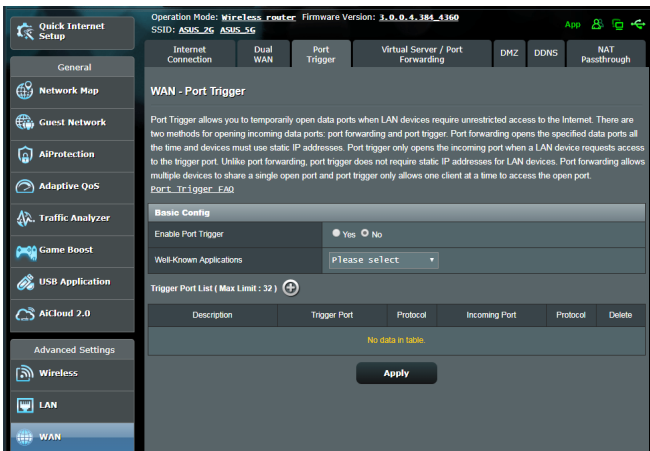 Quick Internet
Setup
General
Network Map
Guest Network
AiProtection
Adaptive QoS
Traffic Analyzer
Game Boost
USB Application
AiCloud 2.0
Advanced Settings
Wireless
LAN
WAN
Operation Mode: Wireless router Firmware Version: 3.0.0.4.384_4360
SSID: ASUS_2G ASUS_5G
App
Internet
Connection
Dual
WAN
Port
Trigger
Virtual Server / Port
Forwarding
DMZ
DDNS
NAT
Passthrough
WAN - Port Trigger
Port Trigger allows you to temporarily open data ports when LAN devices require unrestricted access to the Internet. There are
two methods for opening incoming data ports: port forwarding and port trigger. Port forwarding opens the specified data ports all
the time and devices must use static IP addresses. Port trigger only opens the incoming port when a LAN device requests access
to the trigger port. Unlike port forwarding, port trigger does not require static IP addresses for LAN devices. Port forwarding allows
multiple devices to share a single open port and port trigger only allows one client at a time to access the open port.
Port Trigger FAQ
Basic Config
Enable Port Trigger
Yes No
Well-Known Applications
Please select
Trigger Port List ( Max Limit : 32 )
Description Trigger Port Protocol Incoming Port Protocol Delete
No data in table.
Apply